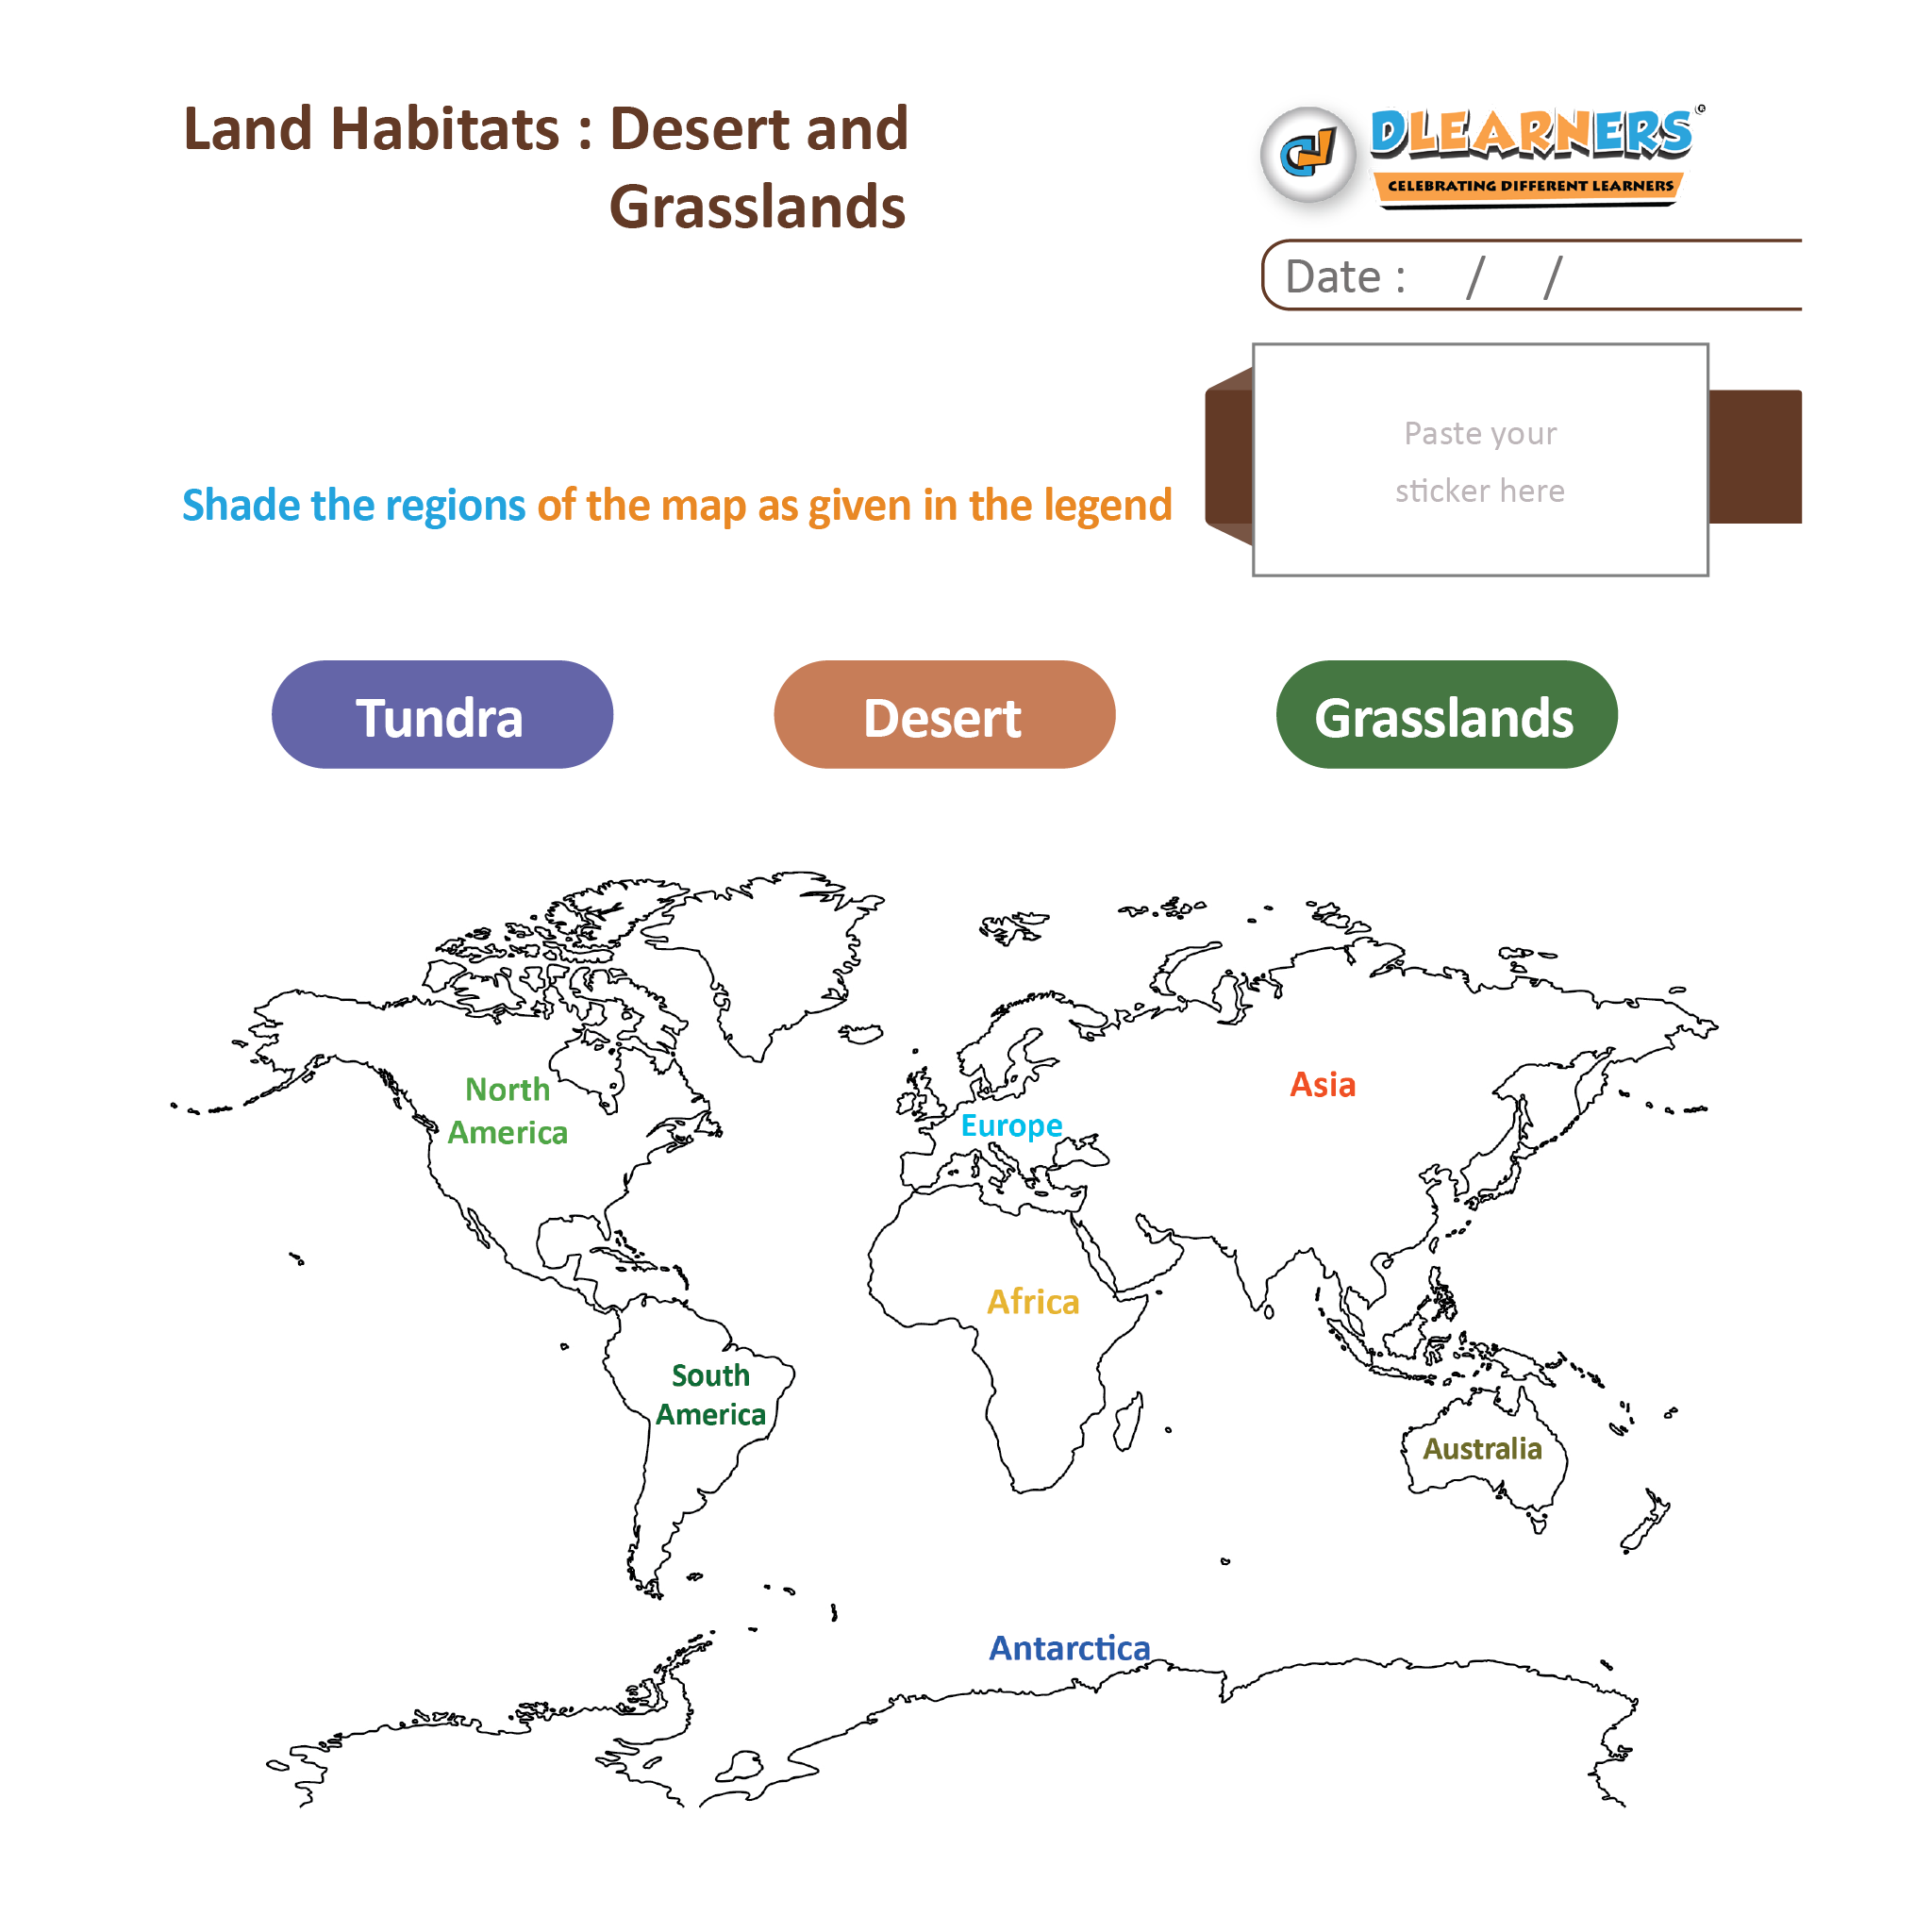 Land Habitats : Desert and
Grasslands
DLEARNERS®
CELEBRATING DIFFERENT LEARNERS
Date : / /
Paste your
sticker here
Shade the regions of the map as given in the legend
Tundra
Desert
Grasslands
North
America
Asia
Europe
Africa
South
America
Australia
Antarctica